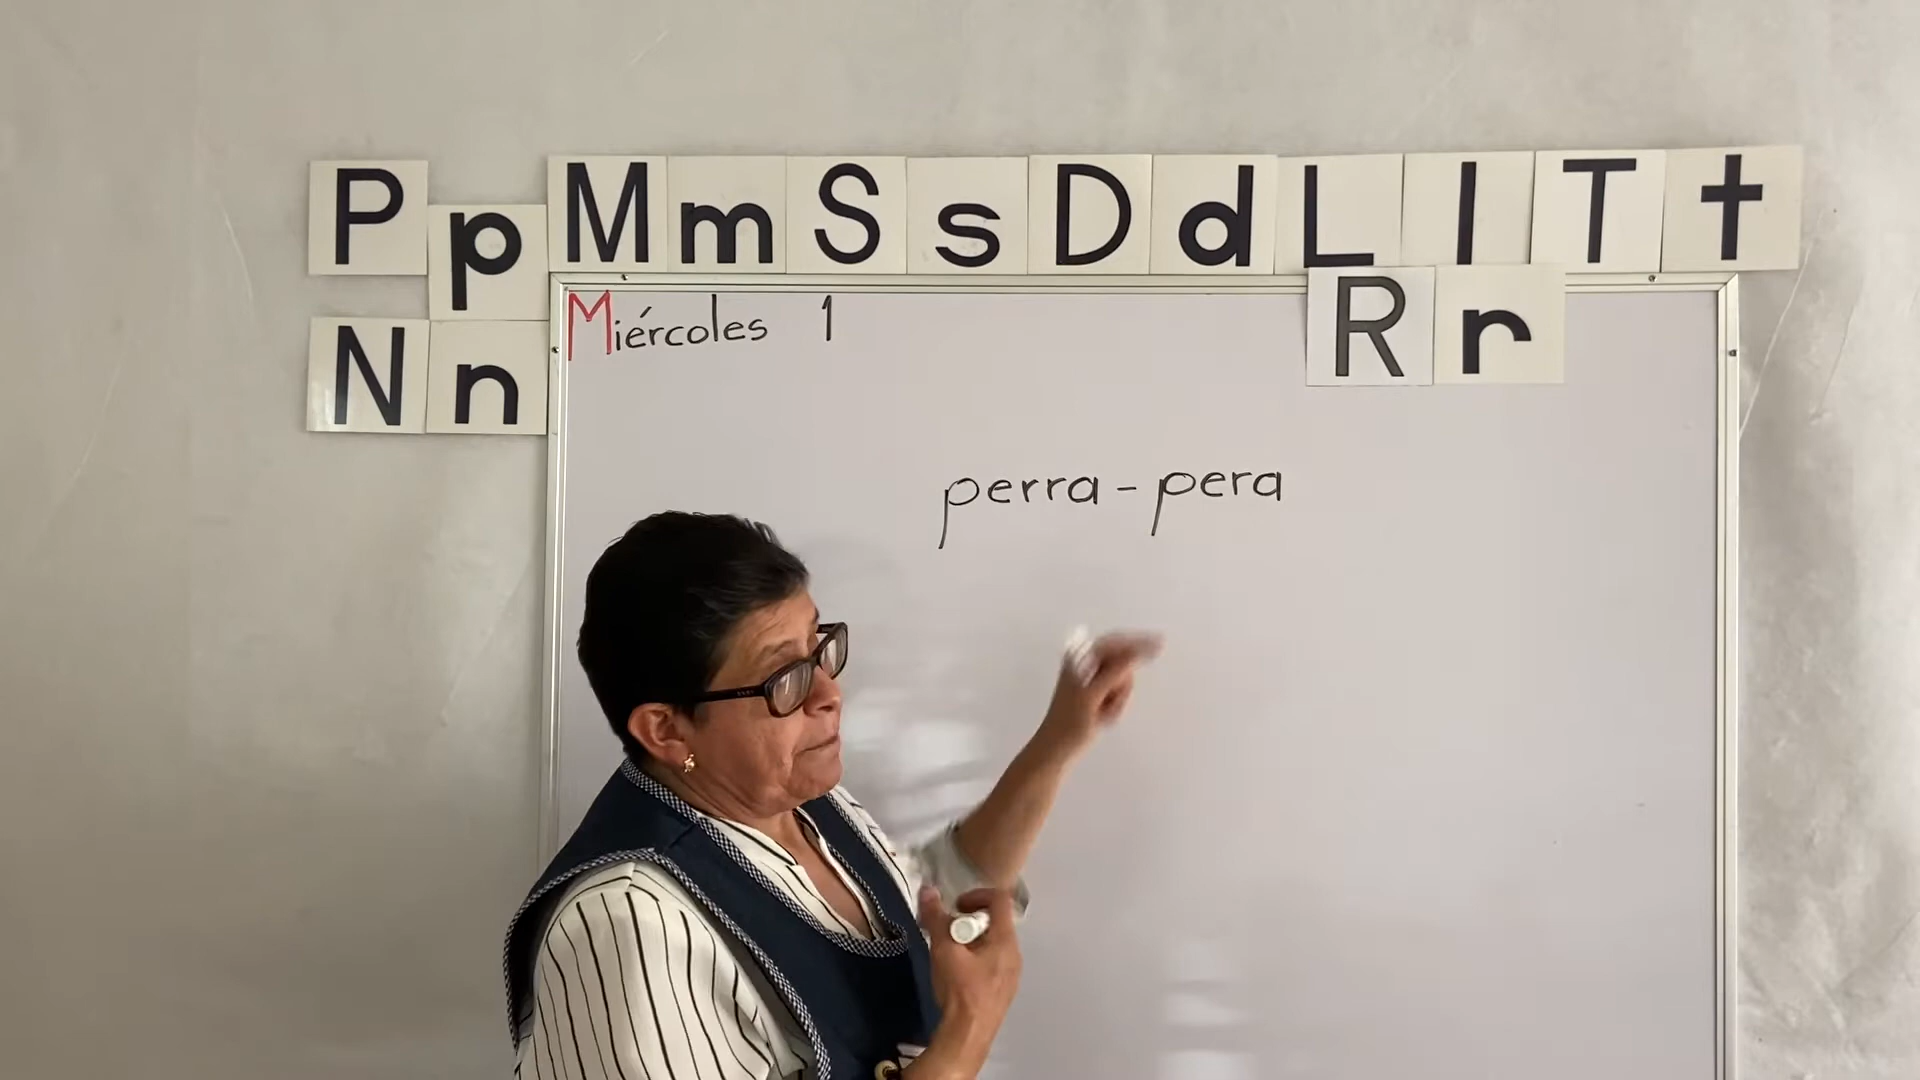 P p M m S s D d L l T t
N n
R r
Miércoles 1
perra - pera